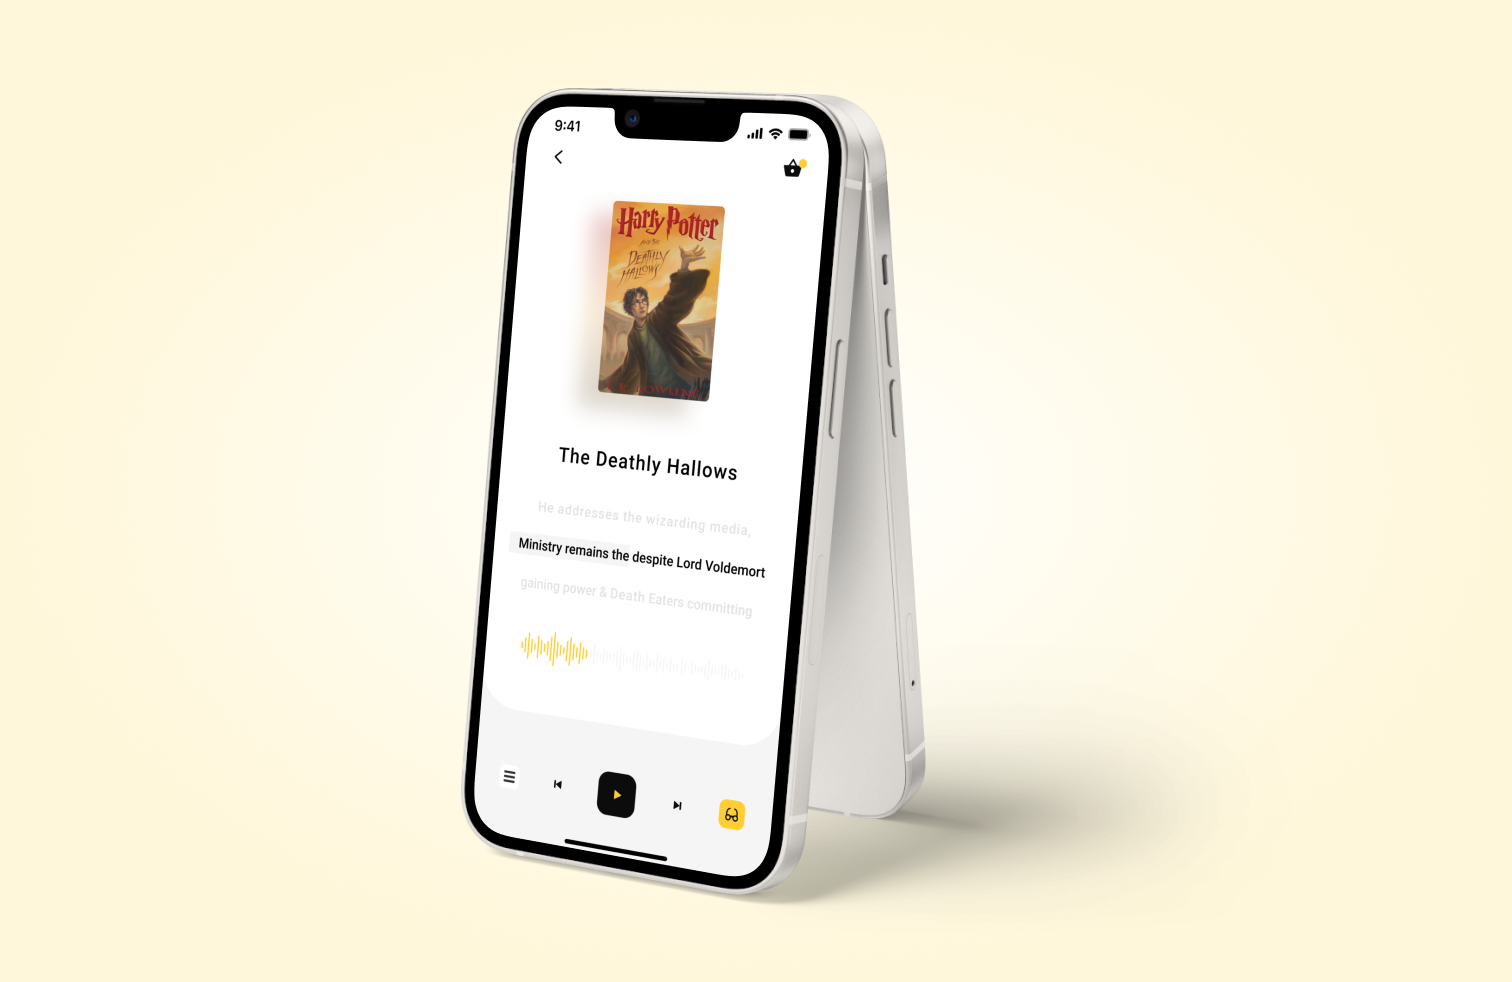 9:41
Harry Potter
AND THE
DEATHLY
HALLOWS
J.K. ROWLING
The Deathly Hallows
He addresses the wizarding media,
Ministry remains the despite Lord Voldemort
gaining power & Death Eaters committing